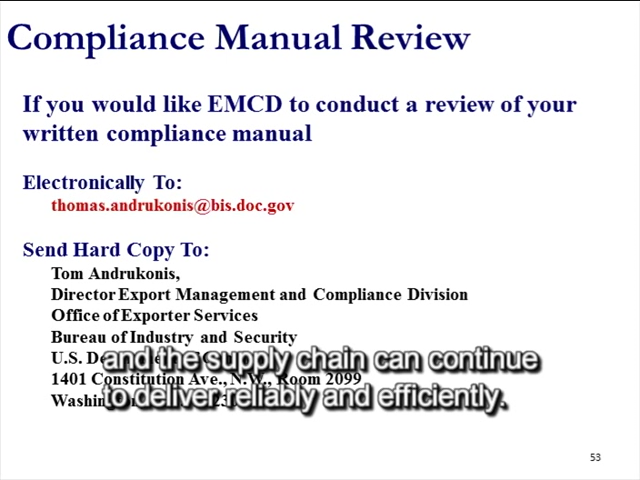 Compliance Manual Review
If you would like EMCD to conduct a review of your
written compliance manual
Electronically To:
thomas.andrukonis@bis.doc.gov
Send Hard Copy To:
Tom Andrukonis,
Director Export Management and Compliance Division
Office of Exporter Services
Bureau of Industry and Security
U.S.
and the supply chain can continue
1401 Constitution Ave., N.W., Room 2099
to deliver reliably and efficiently.
53